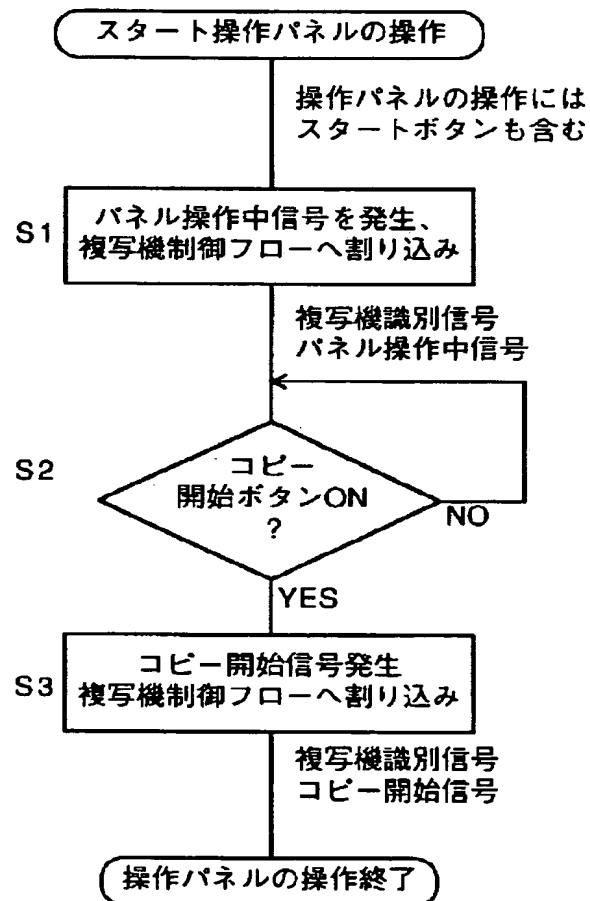 スタート操作パネルの操作
操作パネルの操作には
スタートボタンも含む
S1
パネル操作中信号を発生、
複写機制御フローへ割り込み
複写機識別信号
パネル操作中信号
S2
コピー
開始ボタンON
?
NO
YES
S3
コピー開始信号発生
複写機制御フローへ割り込み
複写機識別信号
コピー開始信号
操作パネルの操作終了